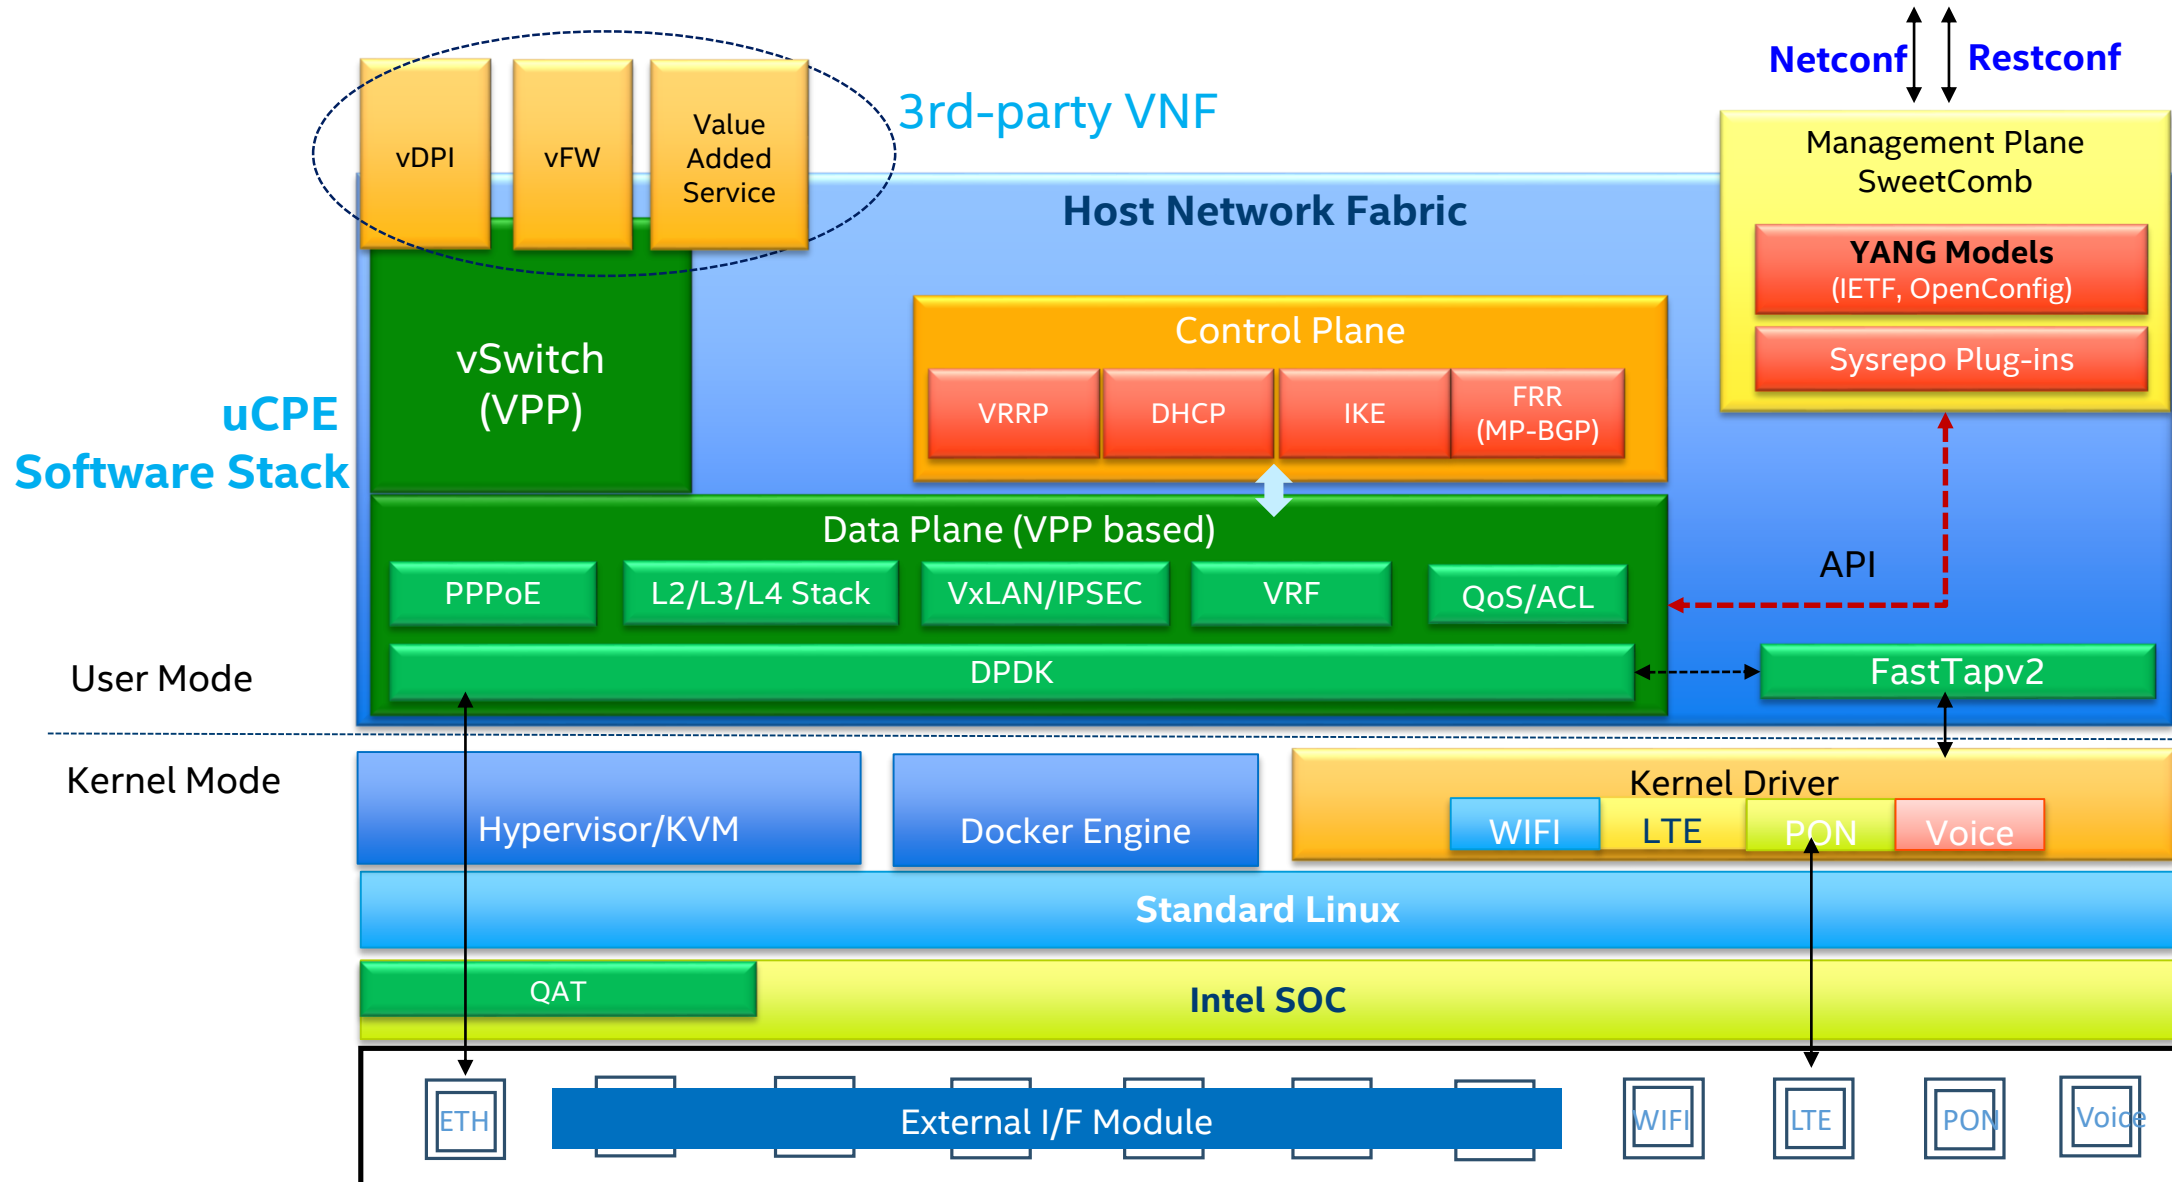 Netconf
Restconf
3rd-party VNF
vDPI
vFW
Value
Added
Service
Management Plane
SweetComb
Host Network Fabric
YANG Models
(IETF, OpenConfig)
Sysrepo Plug-ins
vSwitch
(VPP)
Control Plane
VRRP
DHCP
IKE
FRR
(MP-BGP)
uCPE
Software Stack
Data Plane (VPP based)
API
PPPoE
L2/L3/L4 Stack
VxLAN/IPSEC
VRF
QoS/ACL
DPDK
FastTapv2
User Mode
Kernel Mode
Hypervisor/KVM
Docker Engine
Kernel Driver
WIFI
LTE
PON
Voice
Standard Linux
QAT
Intel SOC
ETH
External I/F Module
WIFI
LTE
PON
Voice